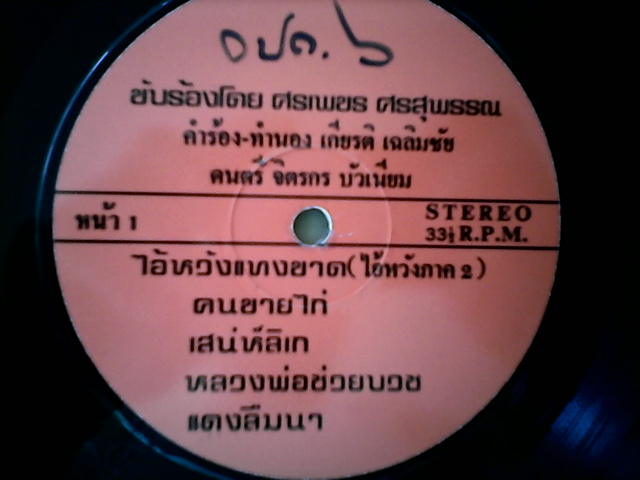 อปด. ๖
ขับร้องโดย ศรเพชร ศรสุพรรณ
คำร้อง-ทำนอง เกียรติ เฉลิมชัย
ดนตรี จิตรกร บัวเนียม
หน้า 1
STEREO
33⅓ R.P.M.
ไอ้หวังแทงขาด(ไอ้หวังภาค 2)
คนขายไก่
เสน่ห์ลิเก
หลวงพ่อช่วยบวช
แตงลืมนา